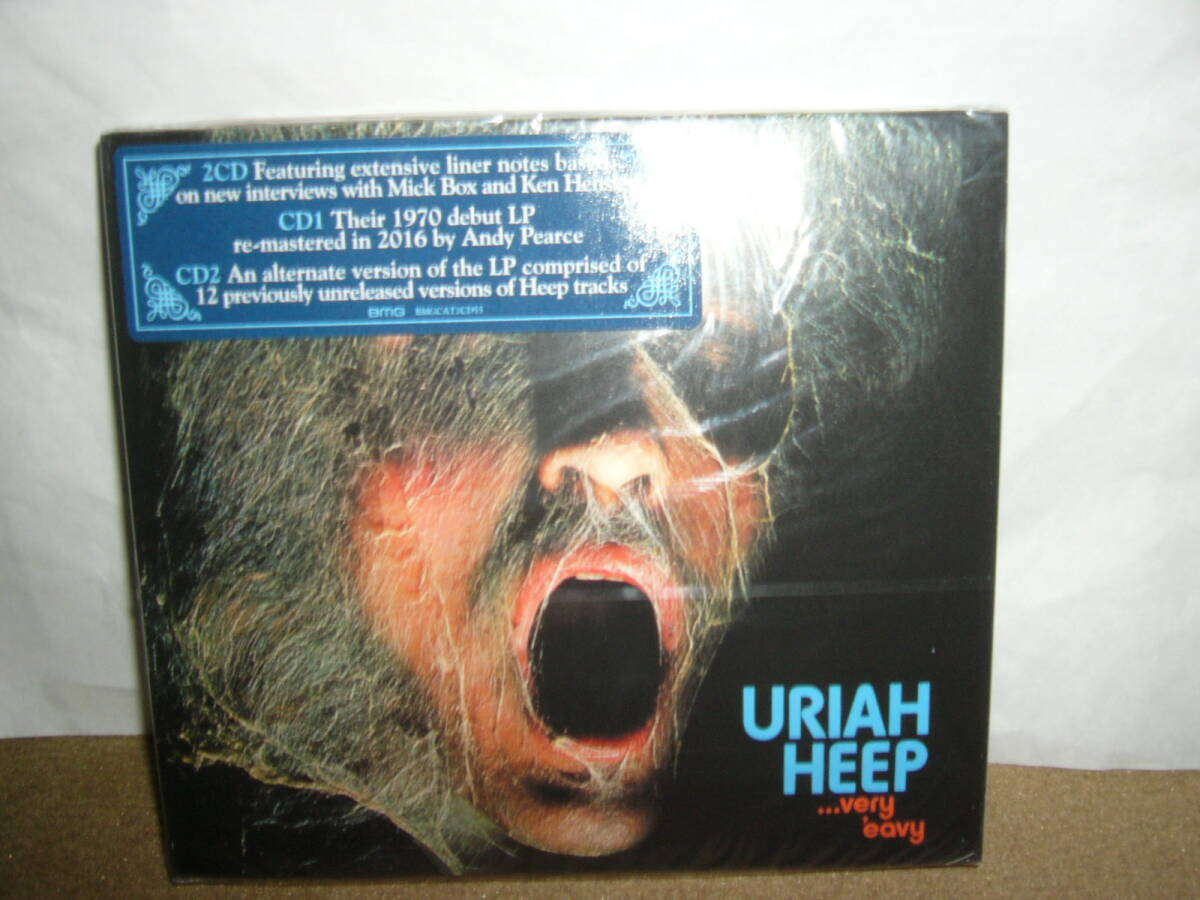 2CD Featuring extensive liner notes
on new interviews with Mick Box and Ken
CD1 Their 1970 debut LP
re-mastered in 2016 by Andy Pearce
CD2 An alternate version of the LP comprised of
12 previously unreleased versions of Heep tracks
BMG
URIAH
HEEP
...very
'eavy